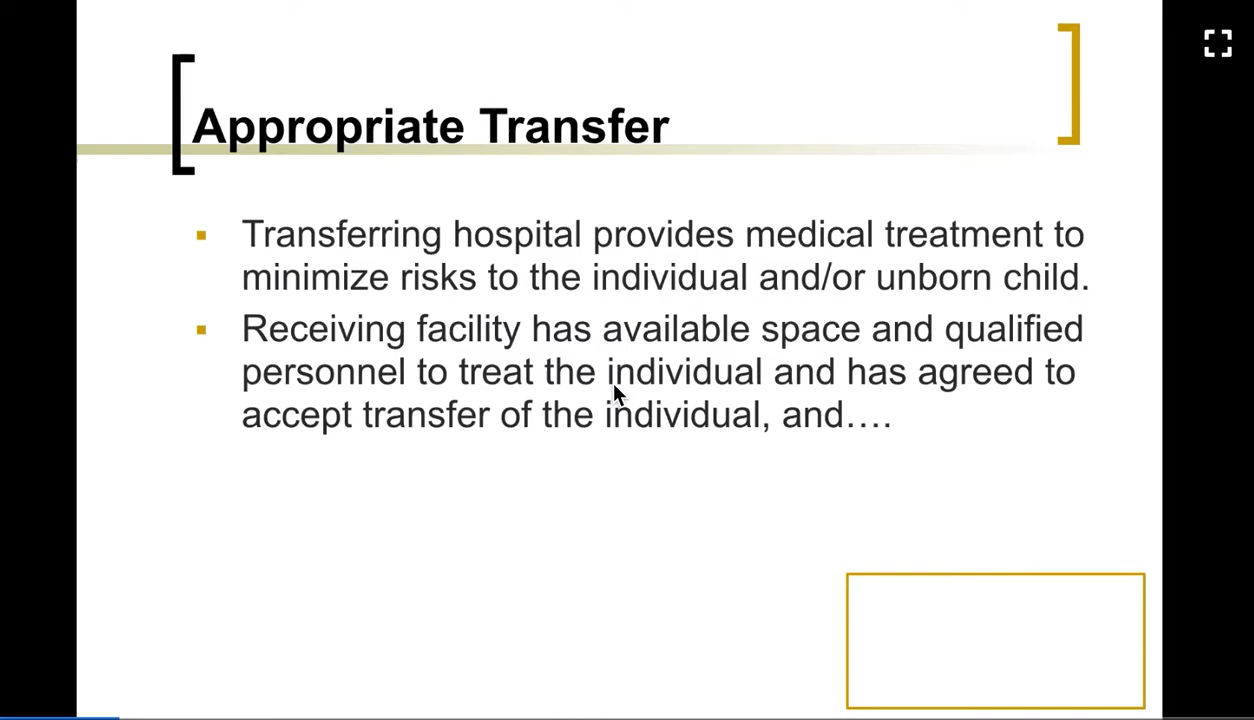 Appropriate Transfer
Transferring hospital provides medical treatment to
minimize risks to the individual and/or unborn child.
Receiving facility has available space and qualified
personnel to treat the individual and has agreed to
accept transfer of the individual, and….